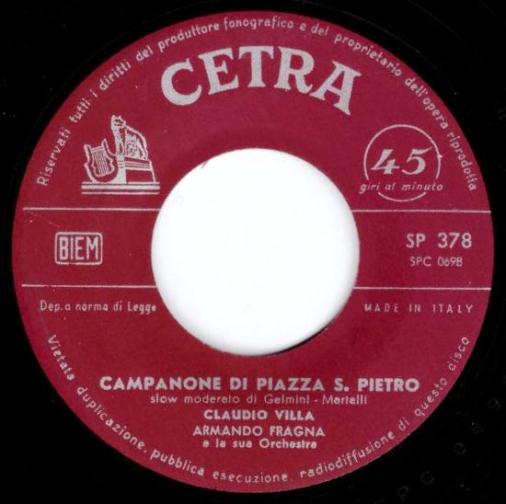 Riservati tutti i diritti del produttore fonografico e del proprietario dell'opera riprodotta
CETRA
45
giri al minuto
BIEM
SP 378
SPC 0698
Dep. a norma di Legge
MADE IN ITALY
CAMPANONE DI PIAZZA S. PIETRO
slow moderato di Gelmini - Martelli
CLAUDIO VILLA
ARMANDO FRAGNA
e la sua Orchestra
Vietata duplicazione, pubblica esecuzione, radiodiffusione di questo disco